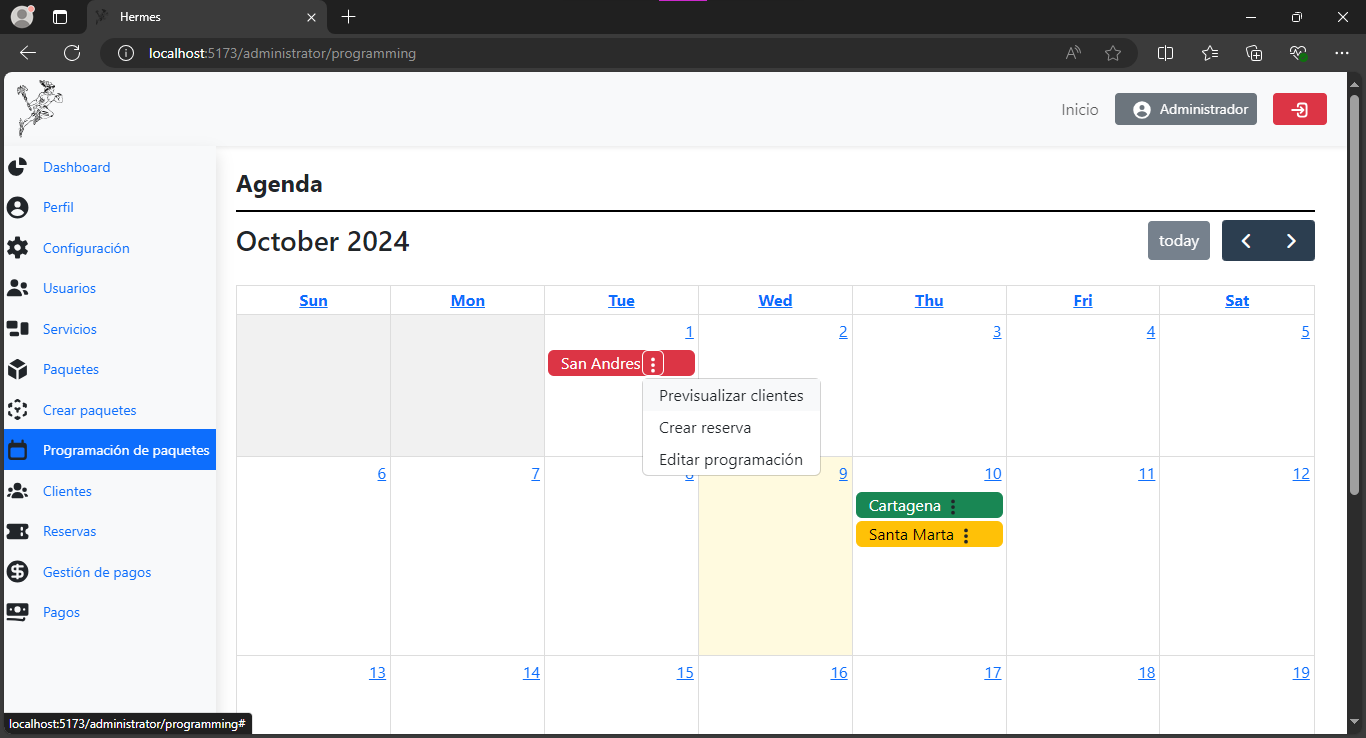 Hermes
localhost:5173/administrator/programming
Inicio
Administrador
Dashboard
Perfil
Configuración
Usuarios
Servicios
Paquetes
Crear paquetes
Programación de paquetes
Clientes
Reservas
Gestión de pagos
Pagos
Agenda
October 2024
today
Sun Mon Tue Wed Thu Fri Sat
1 2 3 4 5
San Andres
Previsualizar clientes
Crear reserva
Editar programación
6 7 8 9 10 11 12
Cartagena
Santa Marta
13 14 15 16 17 18 19
localhost:5173/administrator/programming#